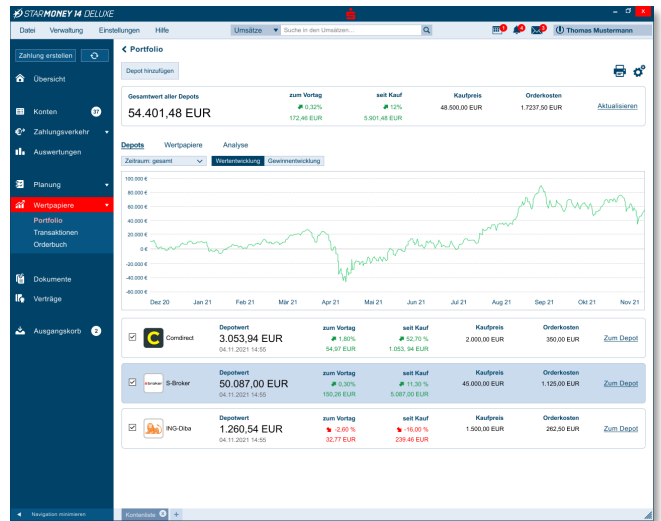 STARMONEY 14 DELUXE
Datei Verwaltung Einstellungen Hilfe Umsätze Suche in den Umsätzen... Thomas Mustermann
Zahlung erstellen
Übersicht
Konten 37
Zahlungsverkehr
Auswertungen
Planung
Wertpapiere
Portfolio
Transaktionen
Orderbuch
Dokumente
Verträge
Ausgangskorb 2
Navigation minimieren
Portfolio
Depot hinzufügen
Gesamtwert aller Depots zum Vortag seit Kauf Kaufpreis Orderkosten
54.401,48 EUR 0,32% 12% 48.500,00 EUR 1.7237,50 EUR Aktualisieren
172,46 EUR 5.901,48 EUR
Depots Wertpapiere Analyse
Zeitraum: gesamt Wertentwicklung Gewinnentwicklung
100.000 €
80.000 €
60.000 €
40.000 €
20.000 €
0 €
-20.000 €
-40.000 €
-60.000 €
Dez 20 Jan 21 Feb 21 Mär 21 Apr 21 Mai 21 Jun 21 Jul 21 Aug 21 Sep 21 Okt 21 Nov 21
Depotwert zum Vortag seit Kauf Kaufpreis Orderkosten
Comdirect 3.053,94 EUR 1,80% 52,70 % 2.000,00 EUR 350,00 EUR Zum Depot
04.11.2021 14:55 54,97 EUR 1.053, 94 EUR
Depotwert zum Vortag seit Kauf Kaufpreis Orderkosten
S broker S-Broker 50.087,00 EUR 0,30% 11,30 % 45.000,00 EUR 1.125,00 EUR Zum Depot
04.11.2021 14:55 150,26 EUR 5.087,00 EUR
Depotwert zum Vortag seit Kauf Kaufpreis Orderkosten
ING-Diba 1.260,54 EUR -2,60 % -16,00 % 1.500,00 EUR 262,50 EUR Zum Depot
04.11.2021 14:55 32,77 EUR 239,46 EUR
Kontenliste +